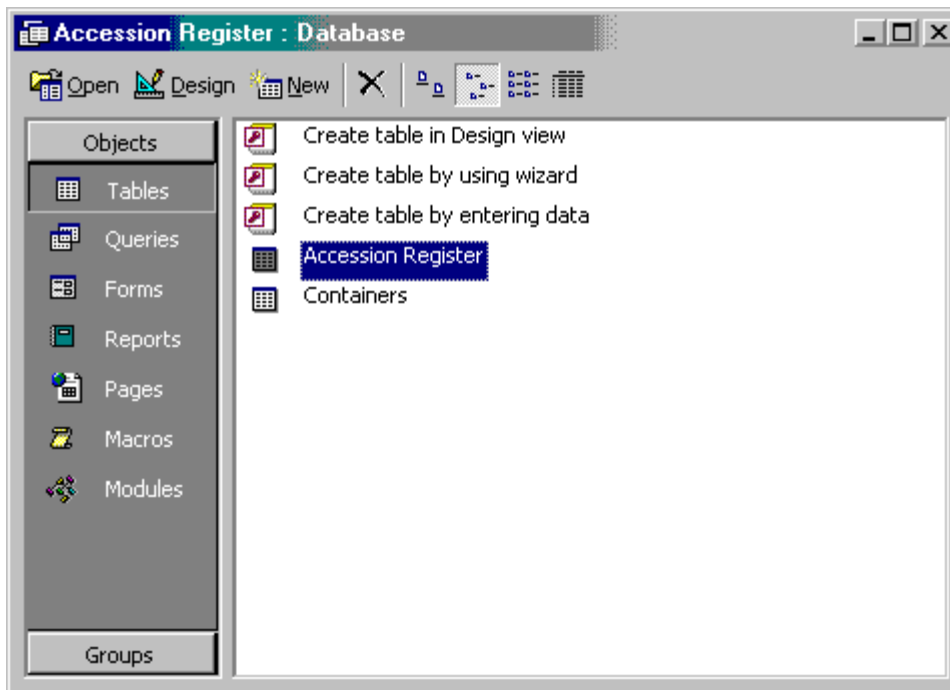 Accession Register : Database
Open Design New
Objects
Tables
Queries
Forms
Reports
Pages
Macros
Modules
Groups
Create table in Design view
Create table by using wizard
Create table by entering data
Accession Register
Containers